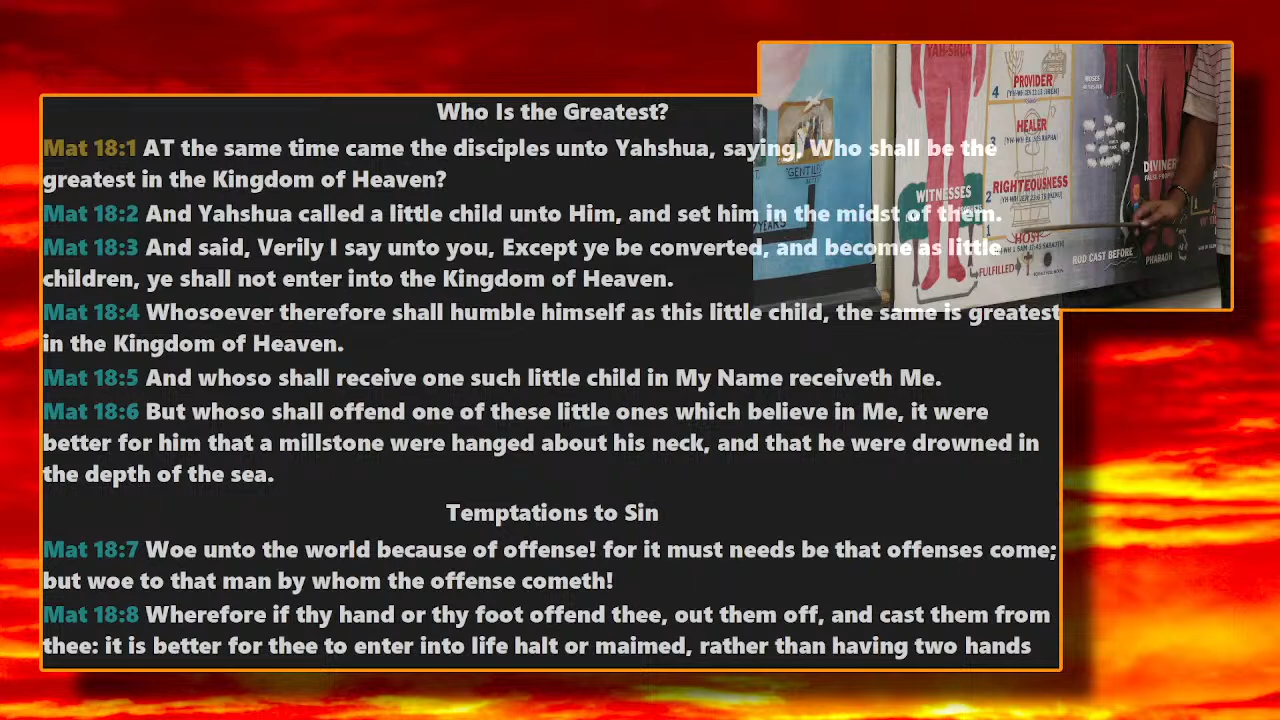 Who Is the Greatest?
Mat 18:1 AT the same time came the disciples unto Yahshua, saying, Who shall be the
greatest in the Kingdom of Heaven?
Mat 18:2 And Yahshua called a little child unto Him, and set him in the midst of them.
Mat 18:3 And said, Verily I say unto you, Except ye be converted, and become as little
children, ye shall not enter into the Kingdom of Heaven.
Mat 18:4 Whosoever therefore shall humble himself as this little child, the same is greatest
in the Kingdom of Heaven.
Mat 18:5 And whoso shall receive one such little child in My Name receiveth Me.
Mat 18:6 But whoso shall offend one of these little ones which believe in Me, it were
better for him that a millstone were hanged about his neck, and that he were drowned in
the depth of the sea.
Temptations to Sin
Mat 18:7 Woe unto the world because of offense! for it must needs be that offenses come;
but woe to that man by whom the offense cometh!
Mat 18:8 Wherefore if thy hand or thy foot offend thee, out them off, and cast them from
thee: it is better for thee to enter into life halt or maimed, rather than having two hands
YAH-SHUA
4 PROVIDER
3 HEALER
2 RIGHTEOUSNESS
1 HOST
WITNESSES
FULFILLED
YEARS
MOSES
DIVINER
ROD CAST BEFORE
PHARAOH